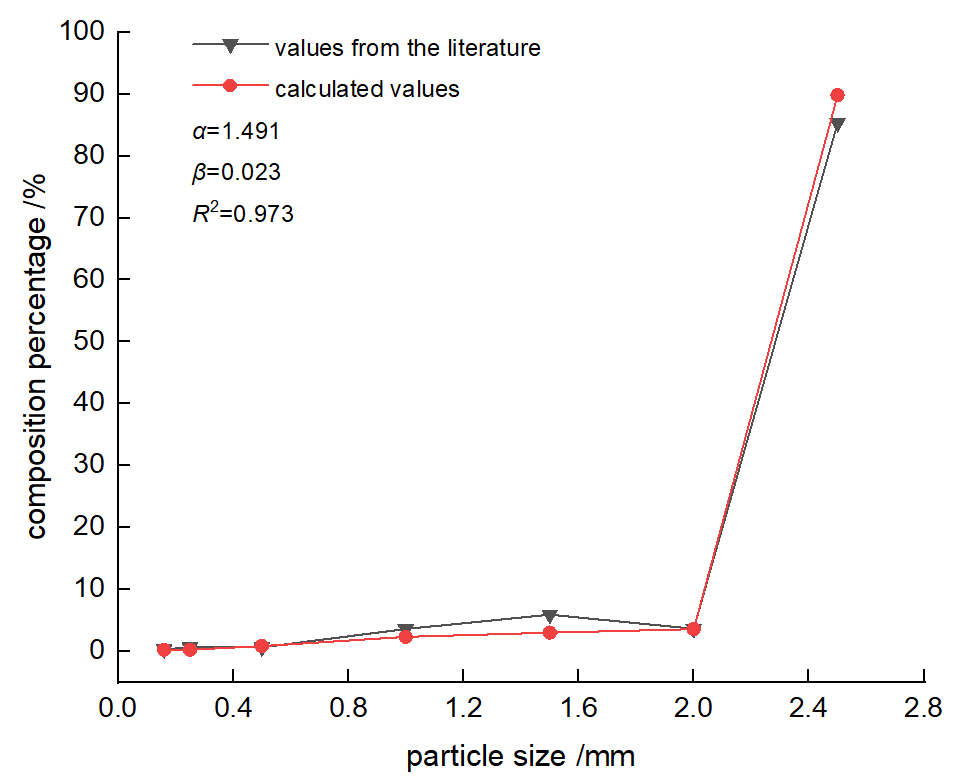 values from the literature
calculated values
α=1.491
β=0.023
R²=0.973
100
90
80
70
60
50
40
30
20
10
0
composition percentage /%
0.0 0.4 0.8 1.2 1.6 2.0 2.4 2.8
particle size /mm